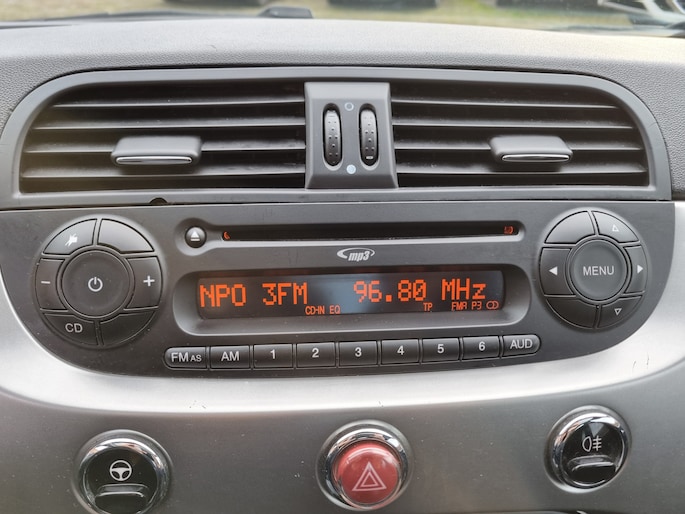 mp3
NPO 3FM 96.80 MHz
CD-IN EQ TP FMA P3 CD
CD
MENU
FM AS AM 1 2 3 4 5 6 AUD